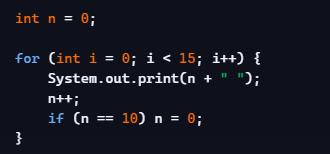 int n = 0;
for (int i = 0; i < 15; i++) {
    System.out.print(n + " ");
    n++;
    if (n == 10) n = 0;
}